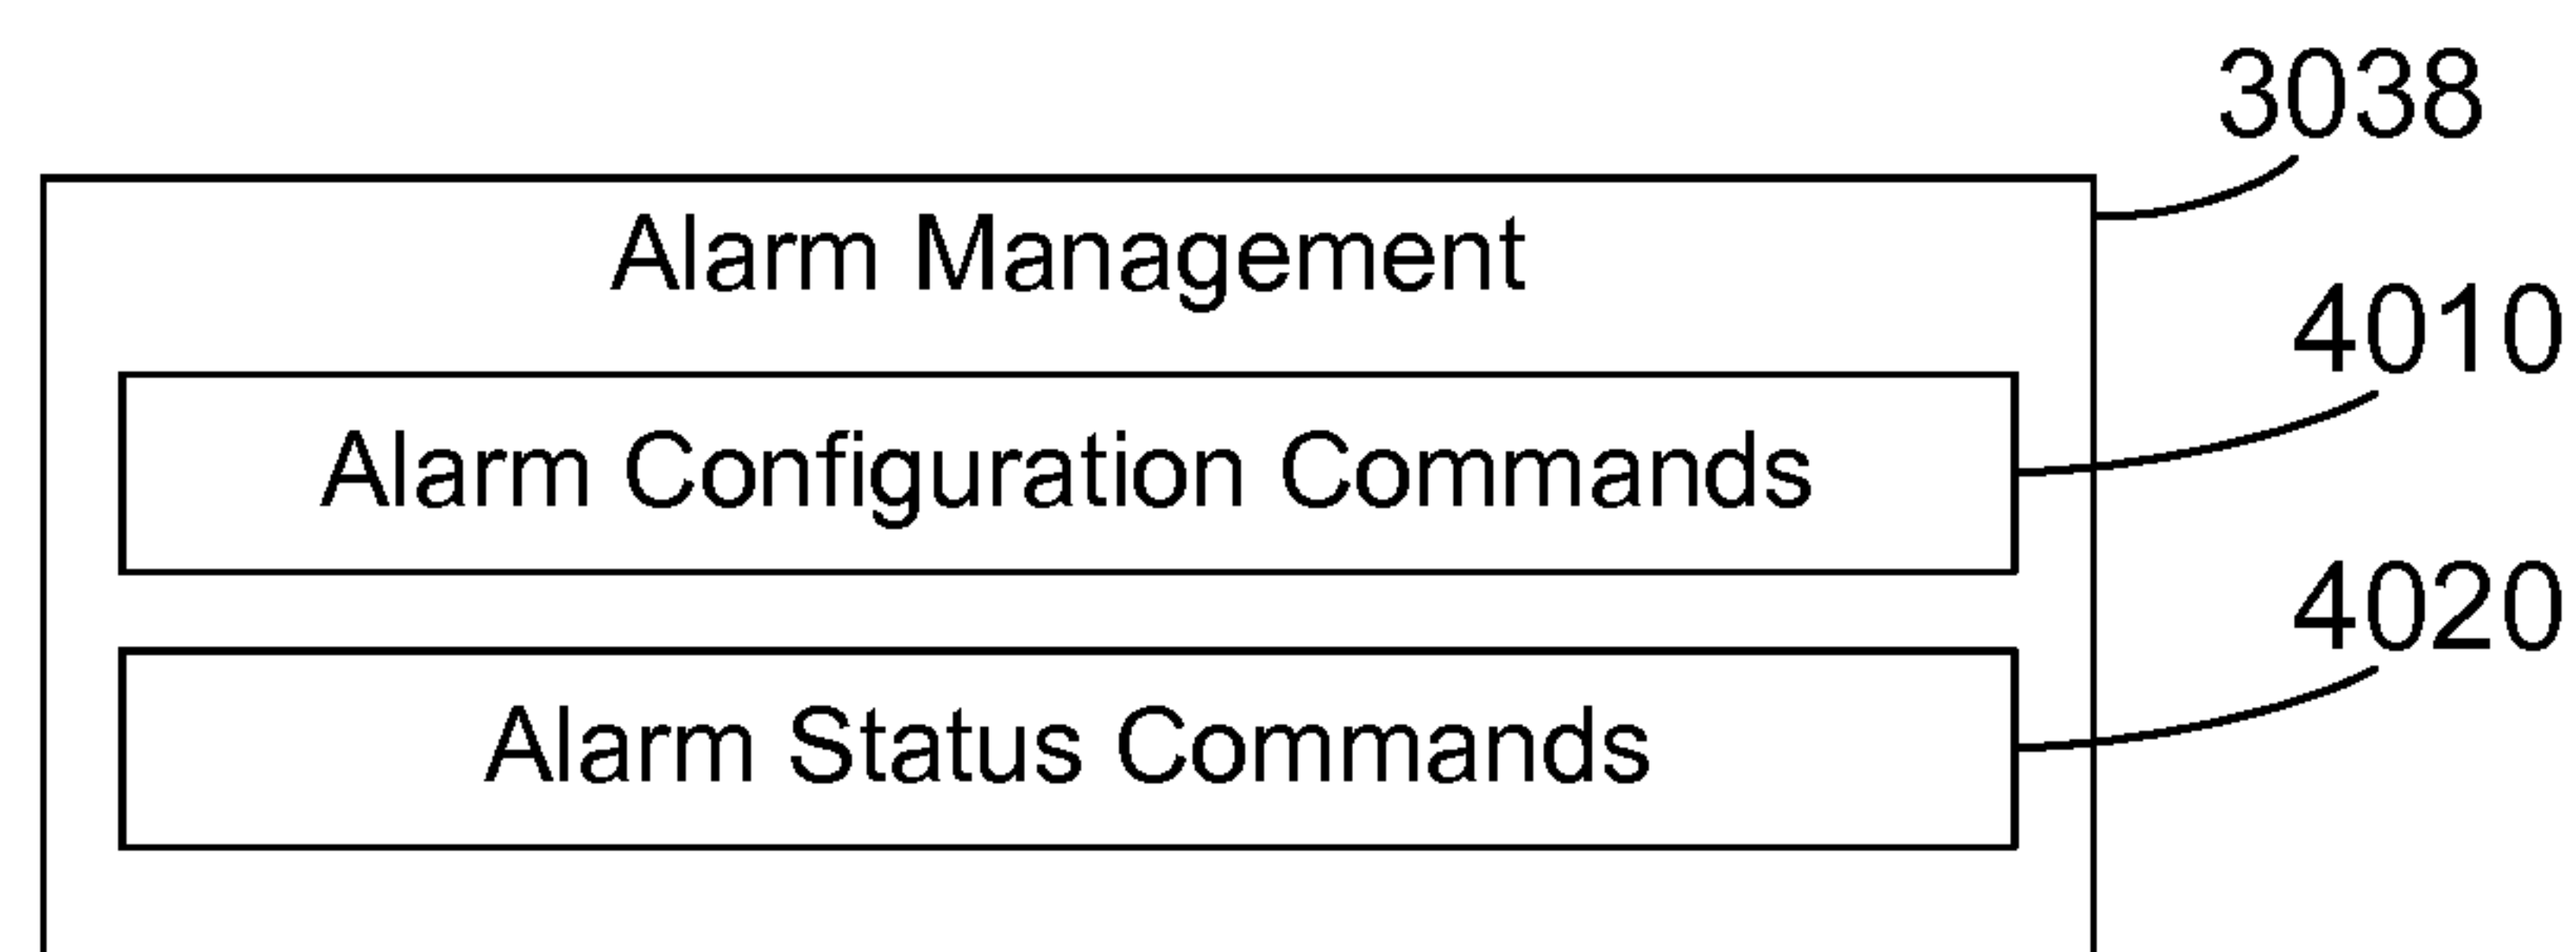 3038
Alarm Management
4010
Alarm Configuration Commands
4020
Alarm Status Commands